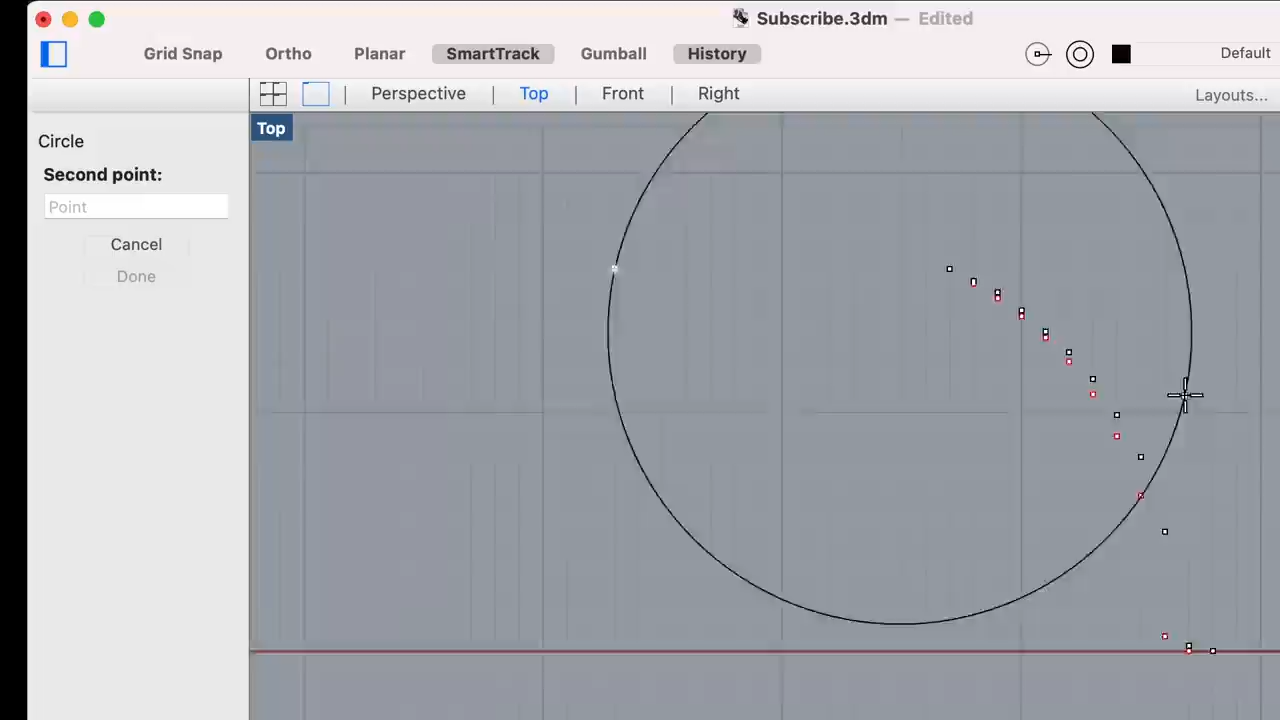 Subscribe.3dm — Edited
Grid Snap Ortho Planar SmartTrack Gumball History Default
Perspective | Top | Front | Right Layouts...
Top
Circle
Second point:
Point
Cancel
Done